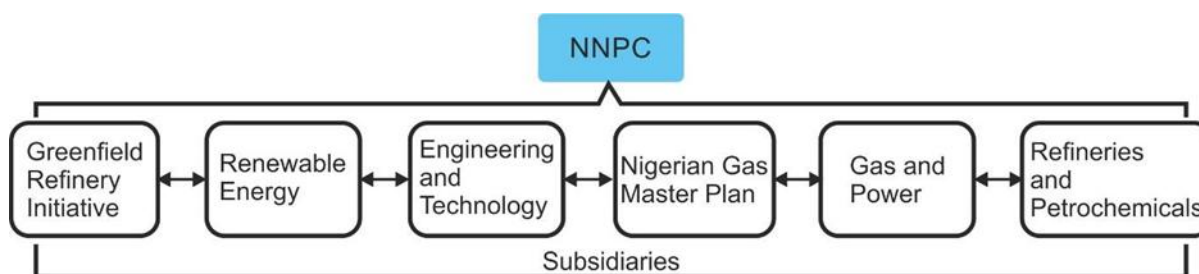 NNPC
Greenfield
Refinery
Initiative
Renewable
Energy
Engineering
and
Technology
Nigerian Gas
Master Plan
Gas and
Power
Refineries
and
Petrochemicals
Subsidiaries